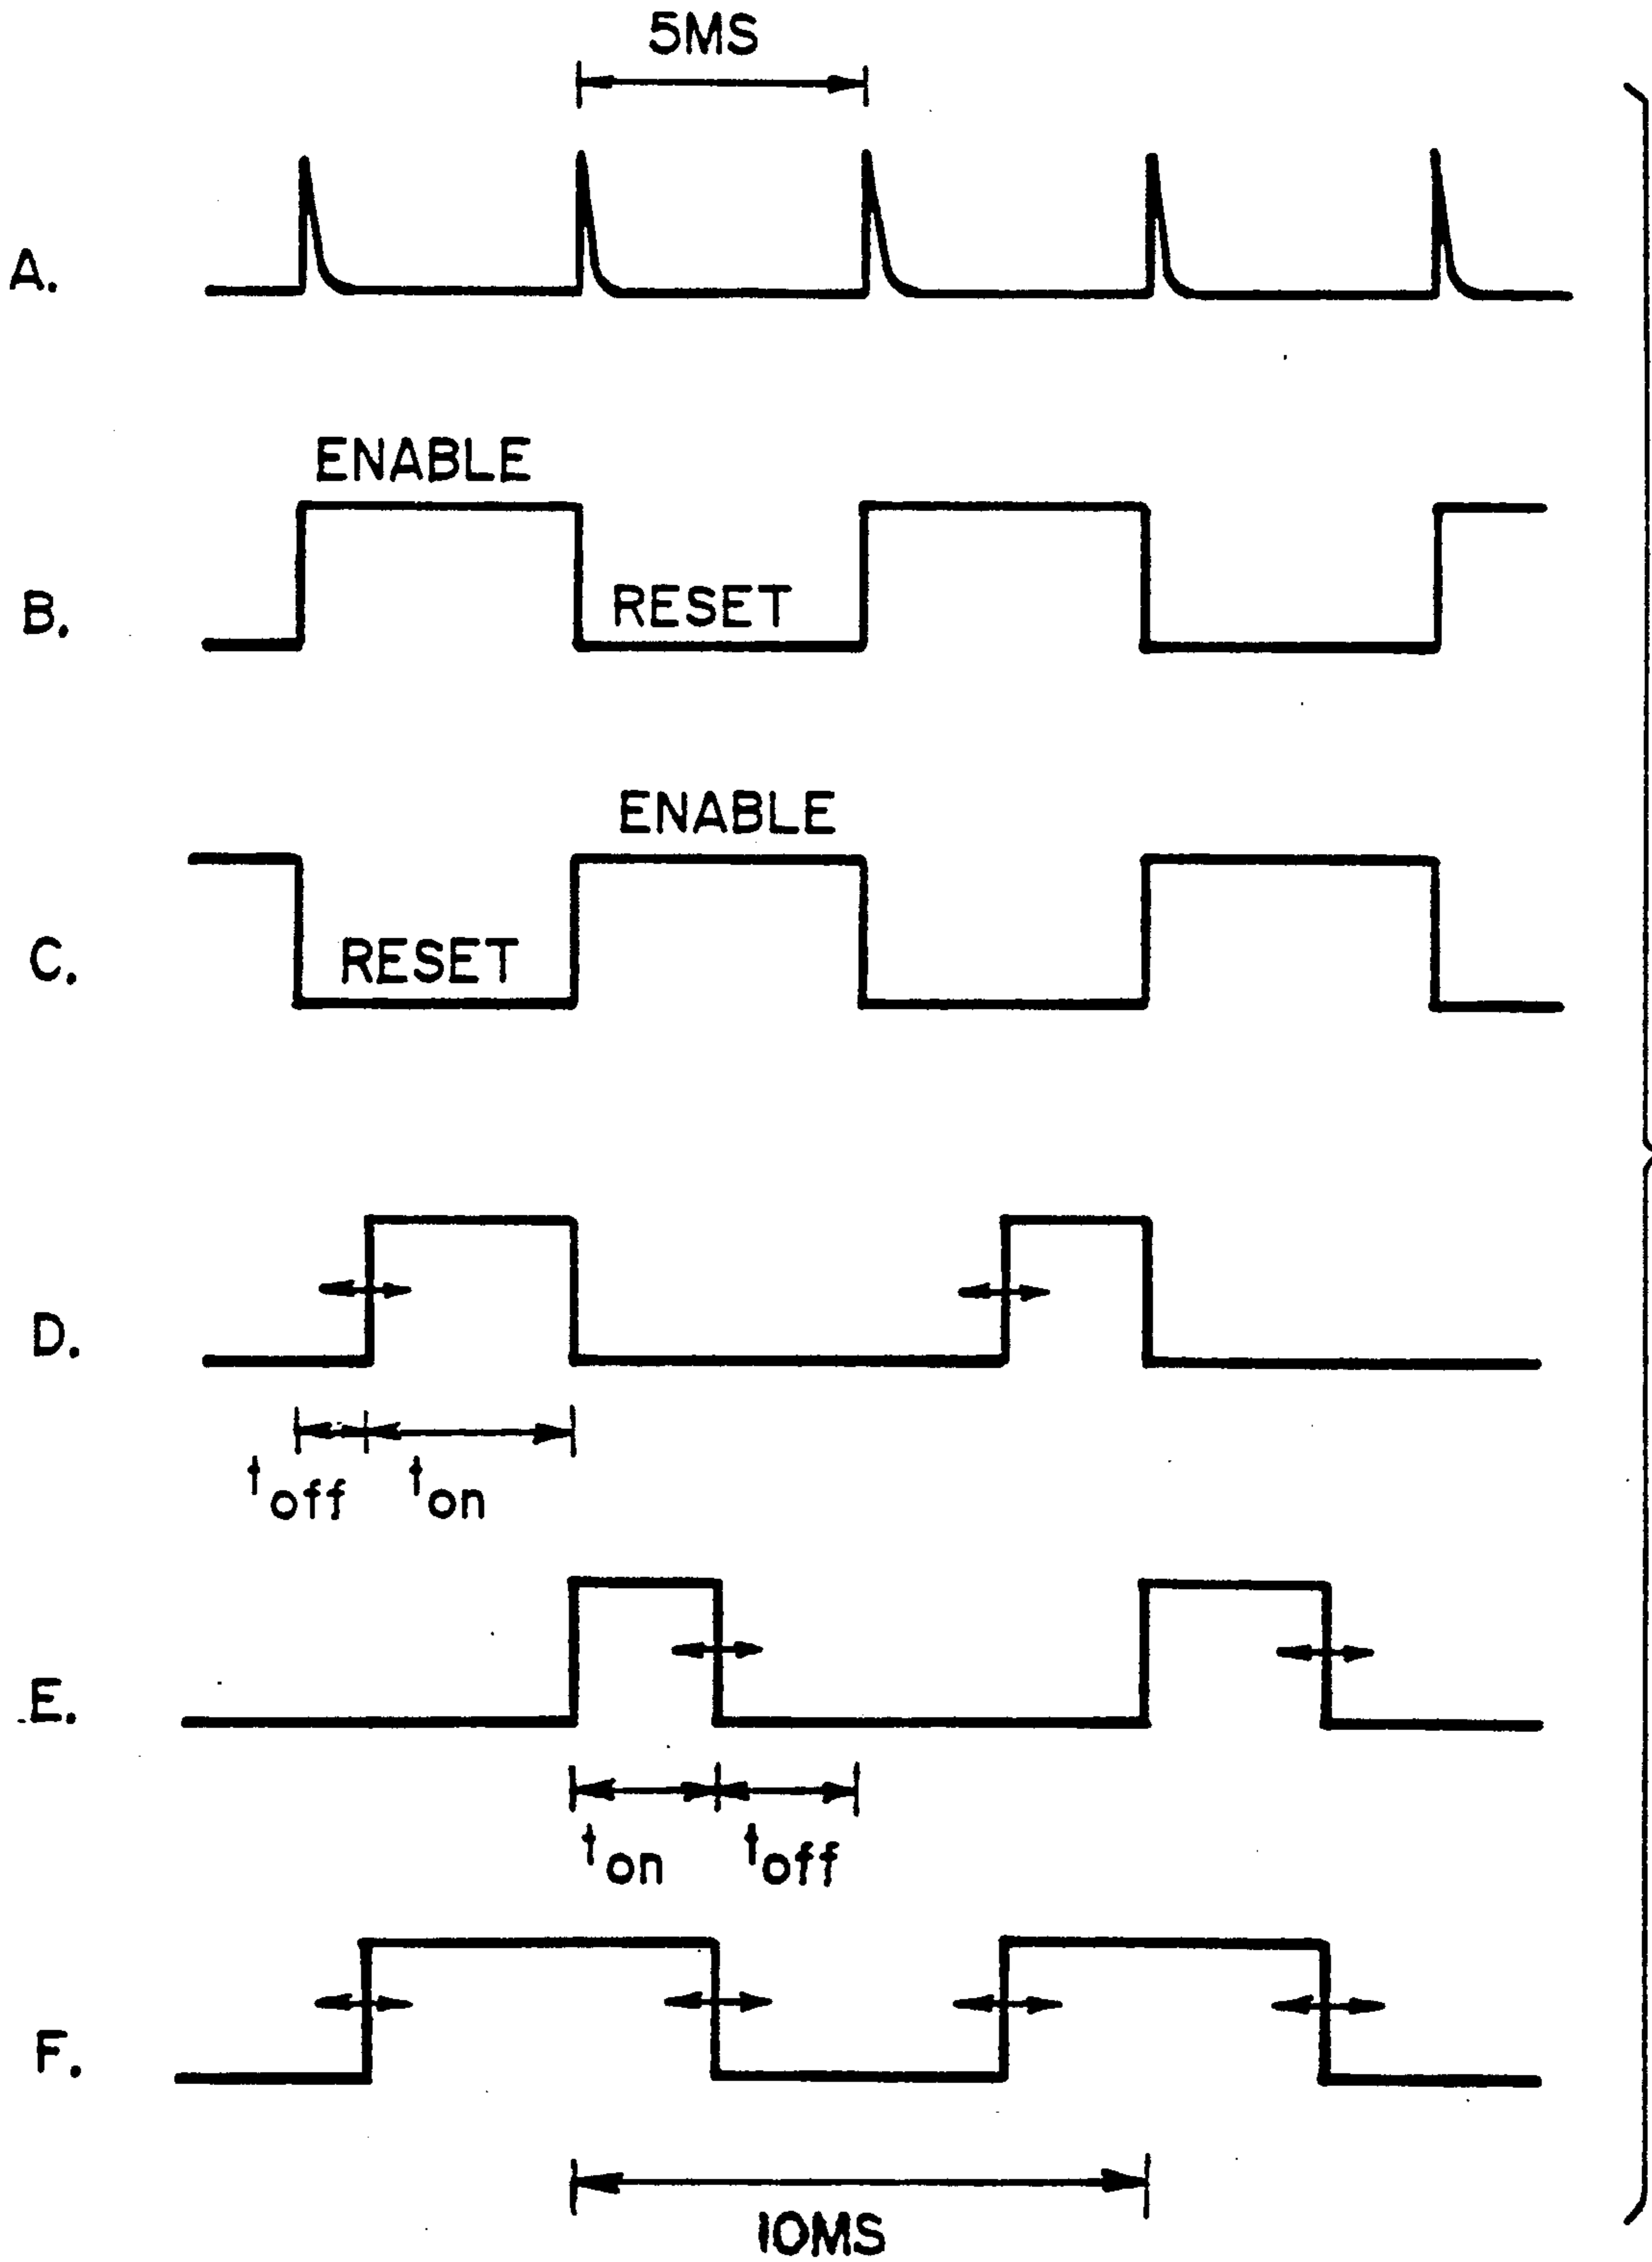 5MS
A.
ENABLE
B.
RESET
ENABLE
C.
RESET
D.
toff ton
E.
ton toff
F.
10MS